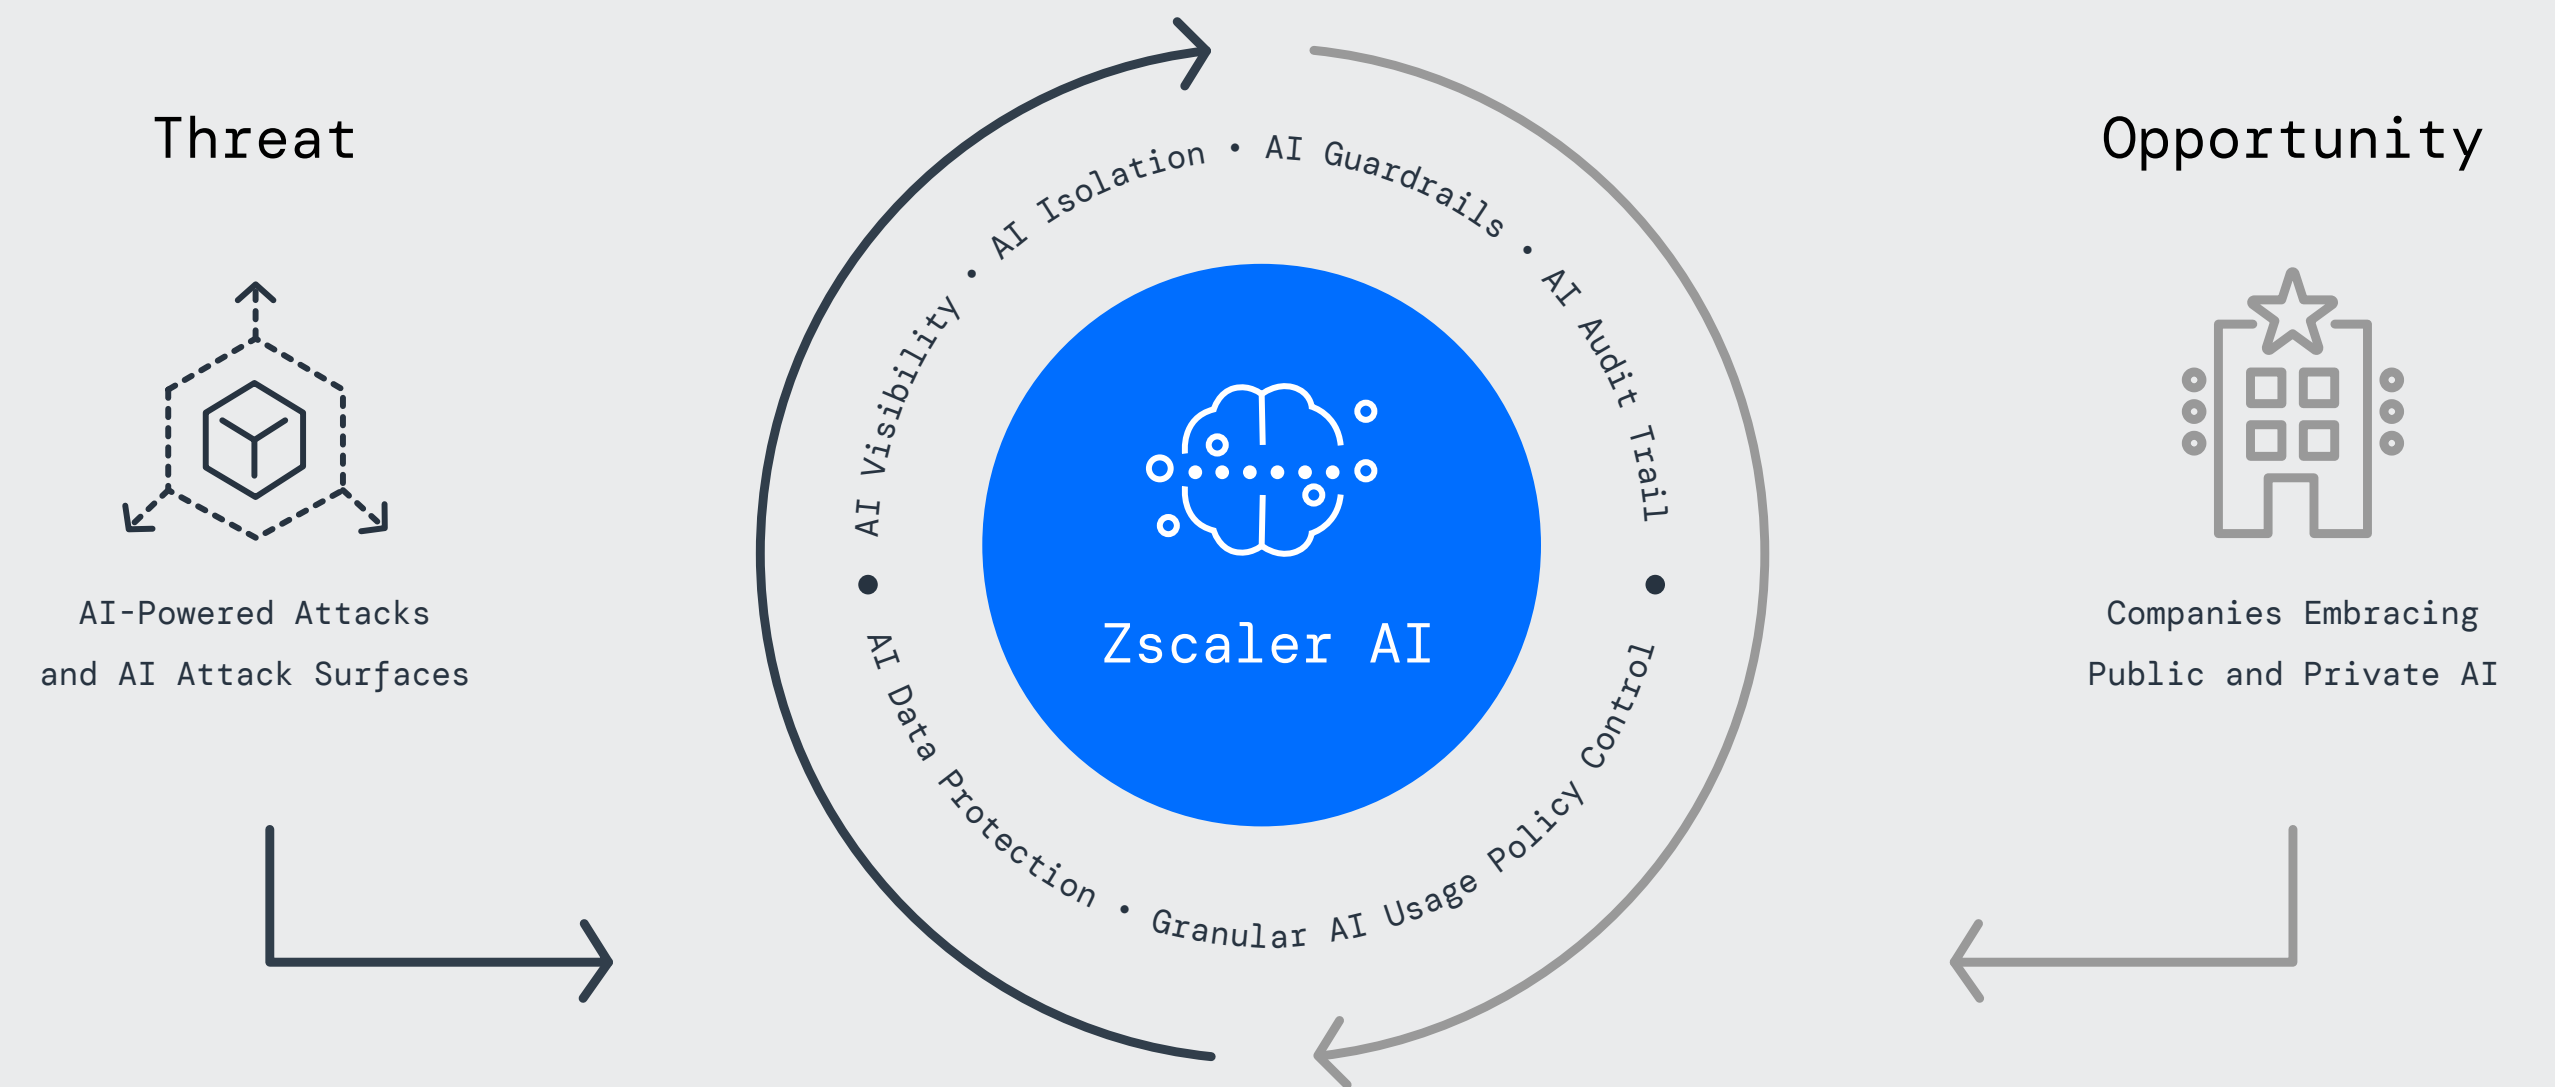 Threat
AI-Powered Attacks
and AI Attack Surfaces
AI Visibility • AI Isolation • AI Guardrails • AI Audit Trail
• AI Data Protection • Granular AI Usage Policy Control •
Zscaler AI
Opportunity
Companies Embracing
Public and Private AI